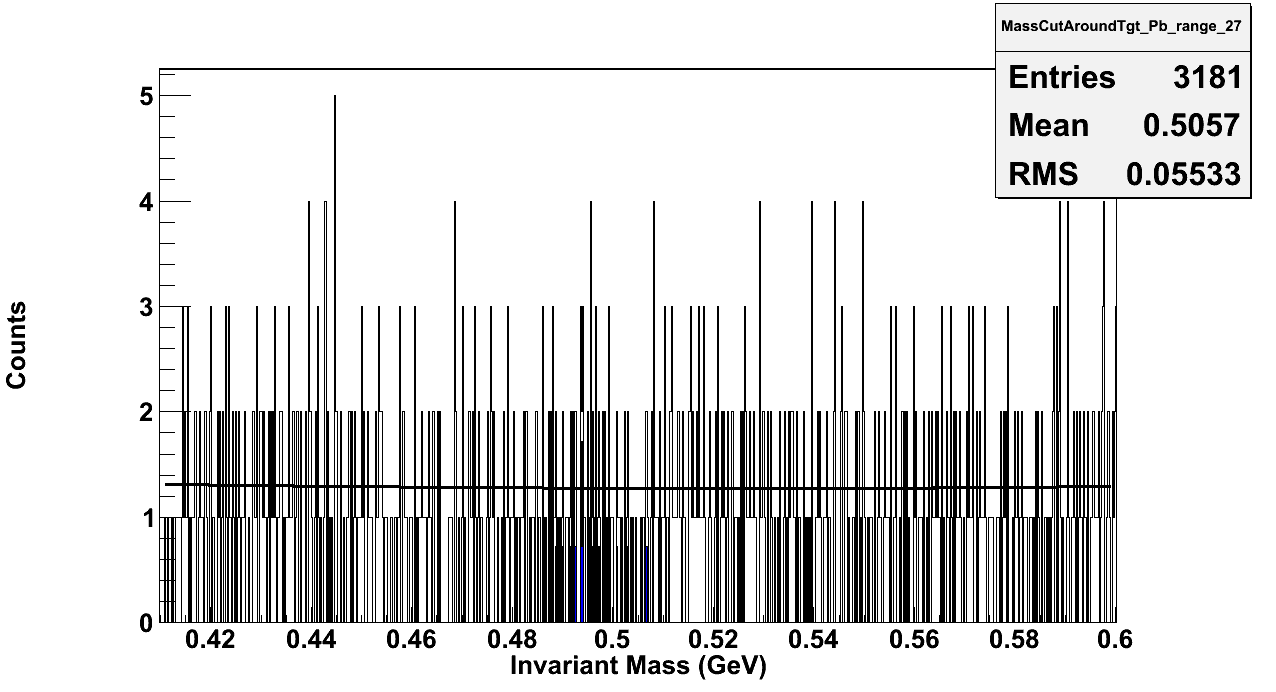 MassCutAroundTgt_Pb_range_27
Entries 3181
Mean 0.5057
RMS 0.05533
Counts
5
4
3
2
1
0
0.42 0.44 0.46 0.48 0.5 0.52 0.54 0.56 0.58 0.6
Invariant Mass (GeV)